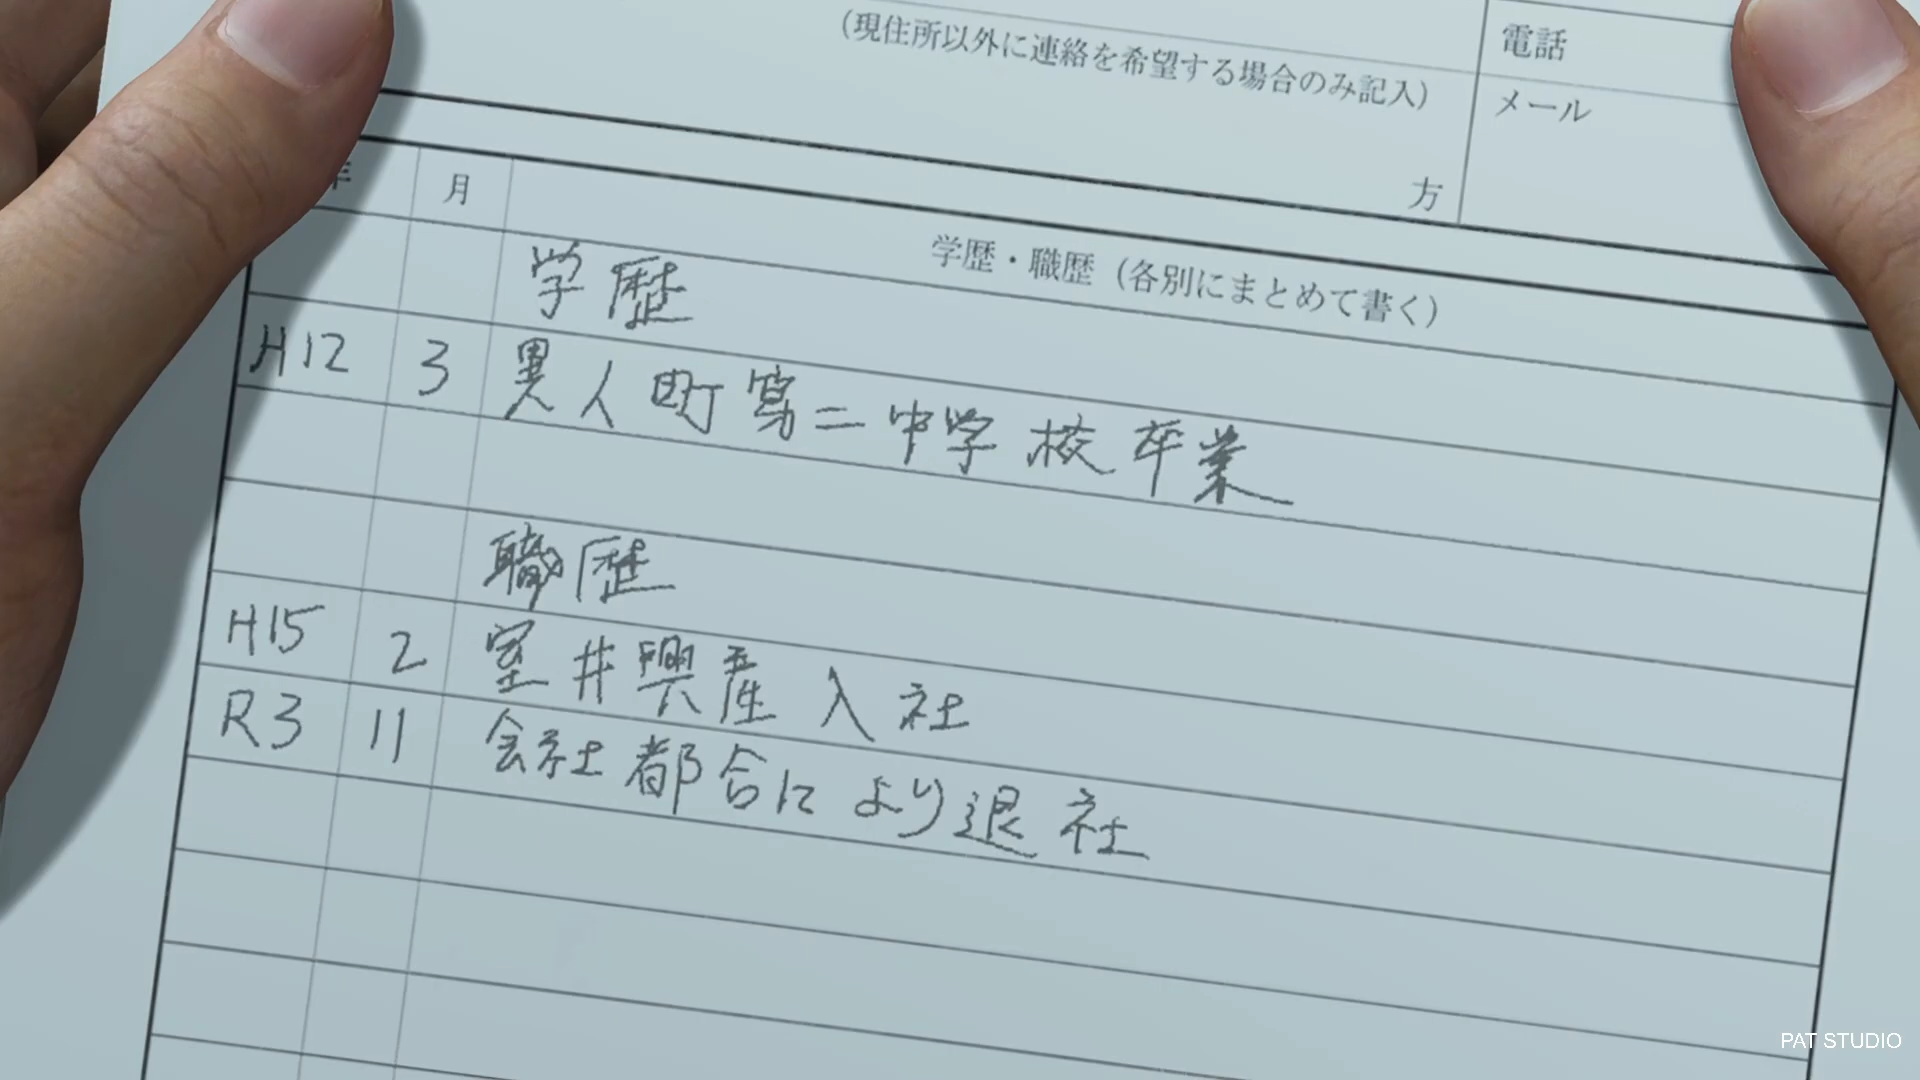 (現住所以外に連絡を希望する場合のみ記入)
電話
メール
方
年 月 学歴・職歴 (各別にまとめて書く)
学歴
H12 3 異人町第二中学校卒業
職歴
H15 2 室井興産入社
R3 11 会社都合により退社
PAT STUDIO